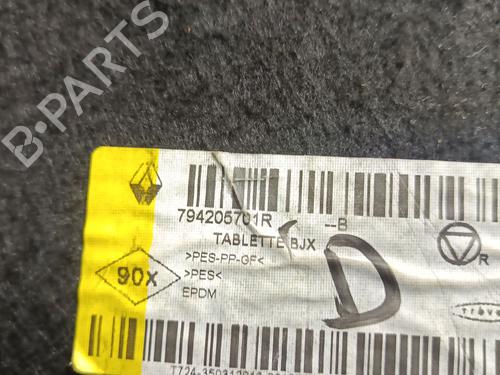 B-PARTS
794205701R
--B
TABLETTE BJX
>PES-PP-GF<
>PES<
EPDM
90x
D
R